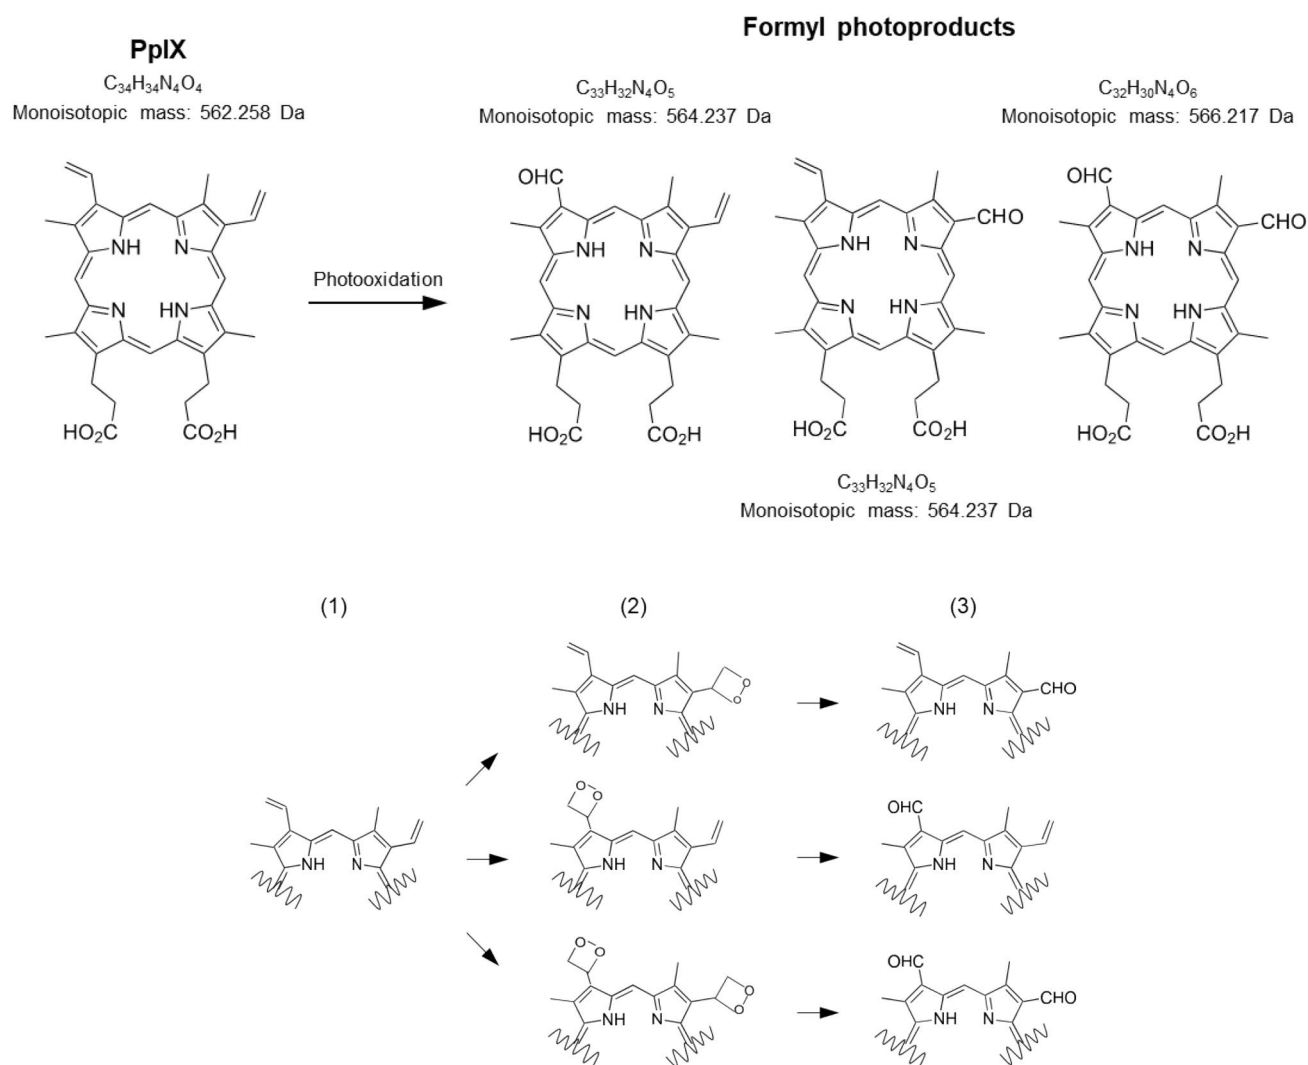 Formyl photoproducts
PpIX
C₃₄H₃₄N₄O₄
Monoisotopic mass: 562.258 Da
C₃₃H₃₂N₄O₅
Monoisotopic mass: 564.237 Da
C₃₂H₃₀N₄O₆
Monoisotopic mass: 566.217 Da
NH N
N HN
HO₂C CO₂H
Photooxidation
OHC
NH N
N HN
HO₂C CO₂H
CHO
NH N
N HN
HO₂C CO₂H
OHC
CHO
NH N
N HN
HO₂C CO₂H
C₃₃H₃₂N₄O₅
Monoisotopic mass: 564.237 Da
(1) (2) (3)
O
O
NH N
CHO
NH N
NH N
O
O
NH N
OHC
NH N
O
O
O
O
NH N
OHC
CHO
NH N